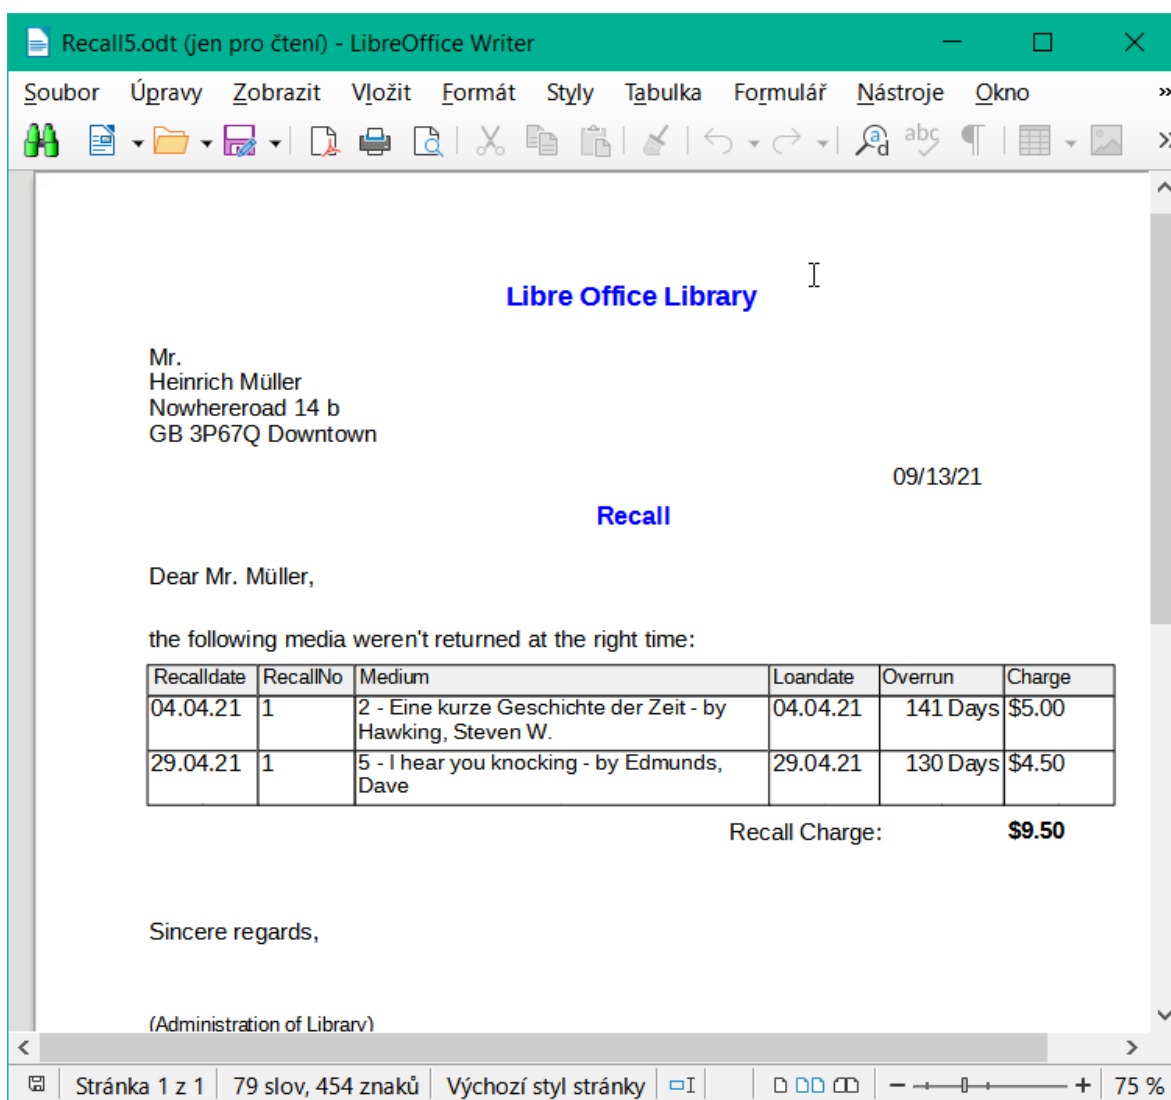 Recall5.odt (jen pro čtení) - LibreOffice Writer
Soubor Úpravy Zobrazit Vložit Formát Styly Tabulka Formulář Nástroje Okno »
abc
Libre Office Library
Mr.
Heinrich Müller
Nowhereroad 14 b
GB 3P67Q Downtown
09/13/21
Recall
Dear Mr. Müller,
the following media weren't returned at the right time:
Recalldate RecallNo Medium Loandate Overrun Charge
04.04.21 1 2 - Eine kurze Geschichte der Zeit - by Hawking, Steven W. 04.04.21 141 Days $5.00
29.04.21 1 5 - I hear you knocking - by Edmunds, Dave 29.04.21 130 Days $4.50
Recall Charge: $9.50
Sincere regards,
(Administration of Library)
Stránka 1 z 1 79 slov, 454 znaků Výchozí styl stránky 75 %